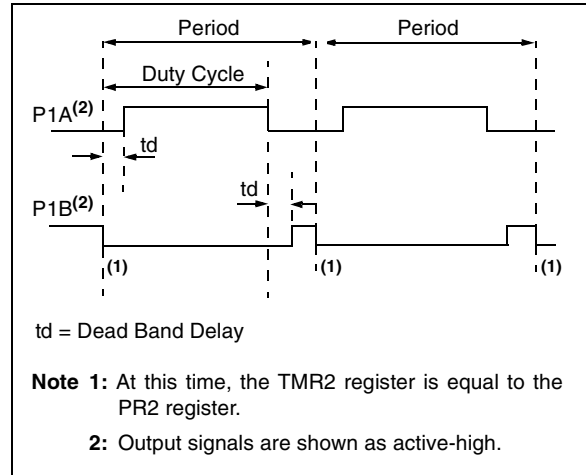 Period Period
Duty Cycle
P1A(2)
td
td
P1B(2)
(1) (1) (1)
td = Dead Band Delay
Note 1: At this time, the TMR2 register is equal to the
PR2 register.
2: Output signals are shown as active-high.